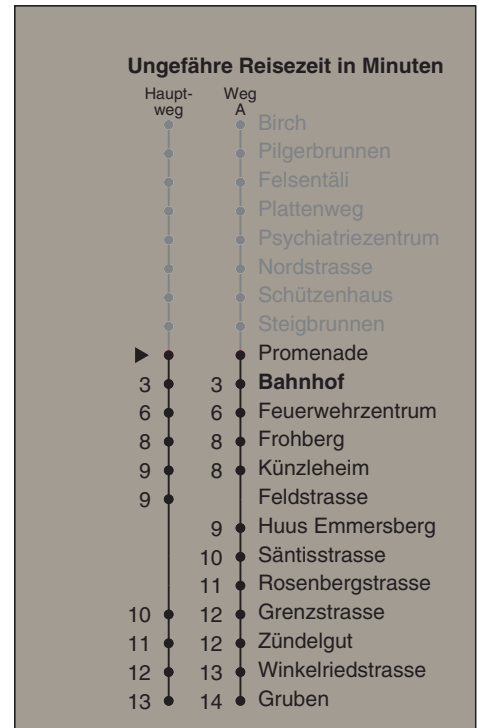 Ungefähre Reisezeit in Minuten
Haupt- Weg
weg A
Birch
Pilgerbrunnen
Felsentäli
Plattenweg
Psychiatriezentrum
Nordstrasse
Schützenhaus
Steigbrunnen
Promenade
3 3 Bahnhof
6 6 Feuerwehrzentrum
8 8 Frohberg
9 8 Künzleheim
9 Feldstrasse
9 Huus Emmersberg
10 Säntisstrasse
11 Rosenbergstrasse
10 12 Grenzstrasse
11 12 Zündelgut
12 13 Winkelriedstrasse
13 14 Gruben